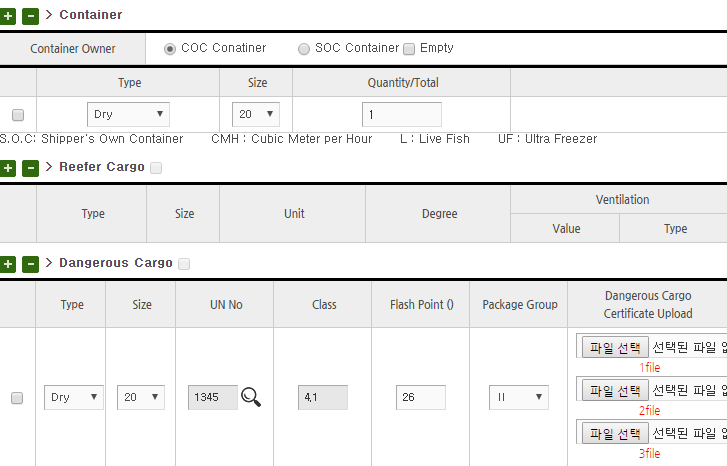 + - > Container
Container Owner COC Conatiner SOC Container Empty
Type Size Quantity/Total
Dry 20 1
S.O.C: Shipper's Own Container CMH : Cubic Meter per Hour L : Live Fish UF : Ultra Freezer
+ - > Reefer Cargo
Type Size Unit Degree Ventilation
Value Type
+ - > Dangerous Cargo
Type Size UN No Class Flash Point () Package Group Dangerous Cargo
Certificate Upload
파일 선택 선택된 파일
1file
Dry 20 1345 4,1 26 II 파일 선택 선택된 파일
2file
파일 선택 선택된 파일
3file